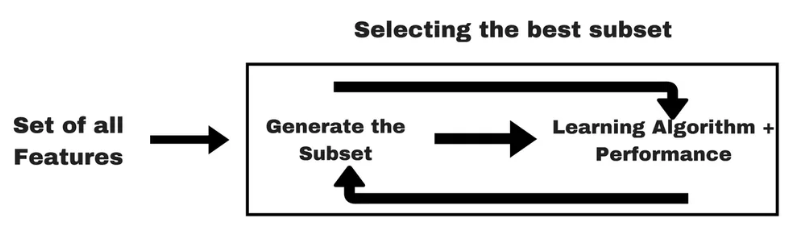 Selecting the best subset
Set of all
Features
Generate the
Subset
Learning Algorithm +
Performance